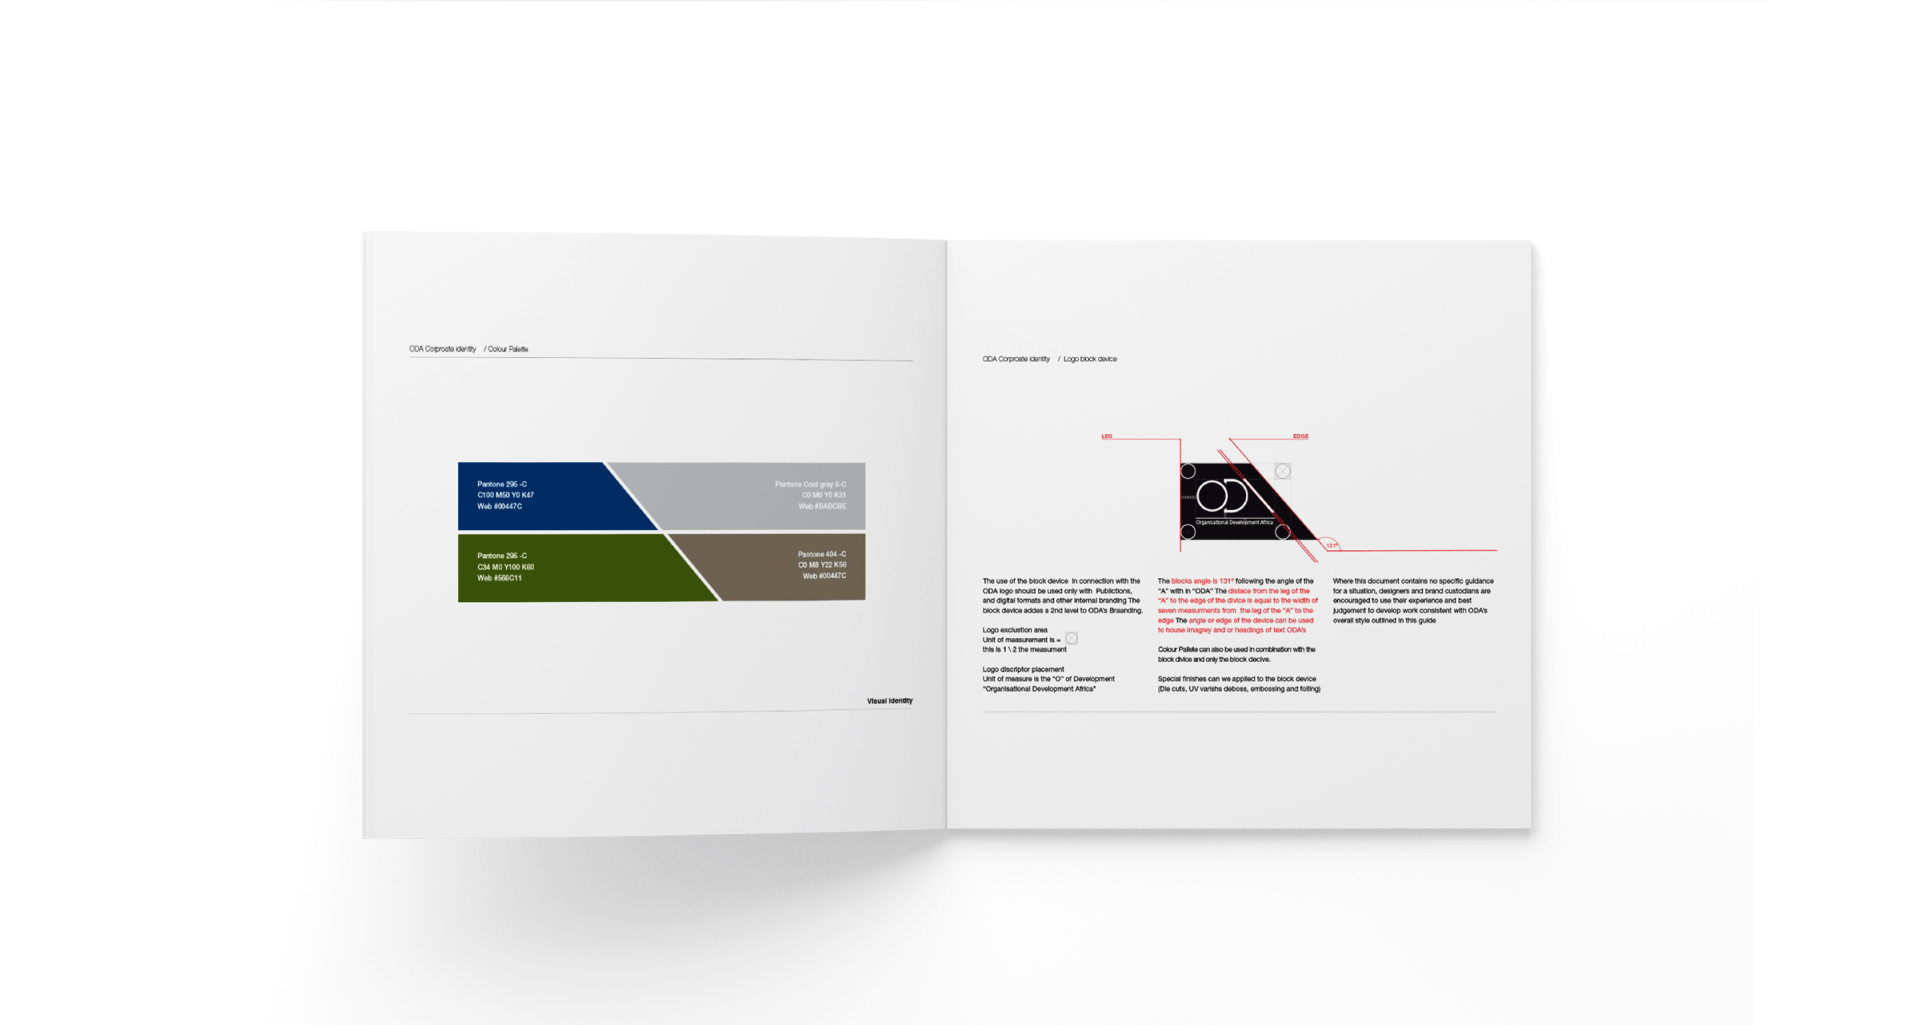 ODA Corproate identity / Colour Palette
Pantone 295 -C
C100 M50 Y0 K47
Web #00447C
Pantone Cool grey 6-C
C0 M0 Y0 K31
Web #BABCBE
Pantone 295 -C
C34 M0 Y100 K60
Web #566C11
Pantone 404 -C
C0 M8 Y22 K56
Web #00447C
Visual Identity
ODA Corproate identity / Logo block device
LEG
EDGE
OD
Organisational Development Africa
131º
The use of the block device in connection with the
ODA logo should be used only with Publictions,
and digital formats and other internal branding The
block device addes a 2nd level to ODA's Braanding.
Logo exclustion area
Unit of measurement is =
this is 1 \ 2 the measument
Logo discriptor placement
Unit of measure is the "O" of Development
"Organisational Development Africa"
The blocks angle is 131º following the angle of the
"A" with in "ODA" The distace from the leg of the
"A" to the edge of the divice is equal to the width of
seven measurments from the leg of the "A" to the
edge The angle or edge of the device can be used
to house imagrey and or headings of text ODA's
Colour Pallete can also be used in combination with the
block divice and only the block decive.
Special finishes can we applied to the block device
(Die cuts, UV varishs deboss, embossing and foiling)
Where this document contains no specific guidance
for a situation, designers and brand custodians are
encouraged to use their experience and best
judgement to develop work consistent with ODA's
overall style outlined in this guide